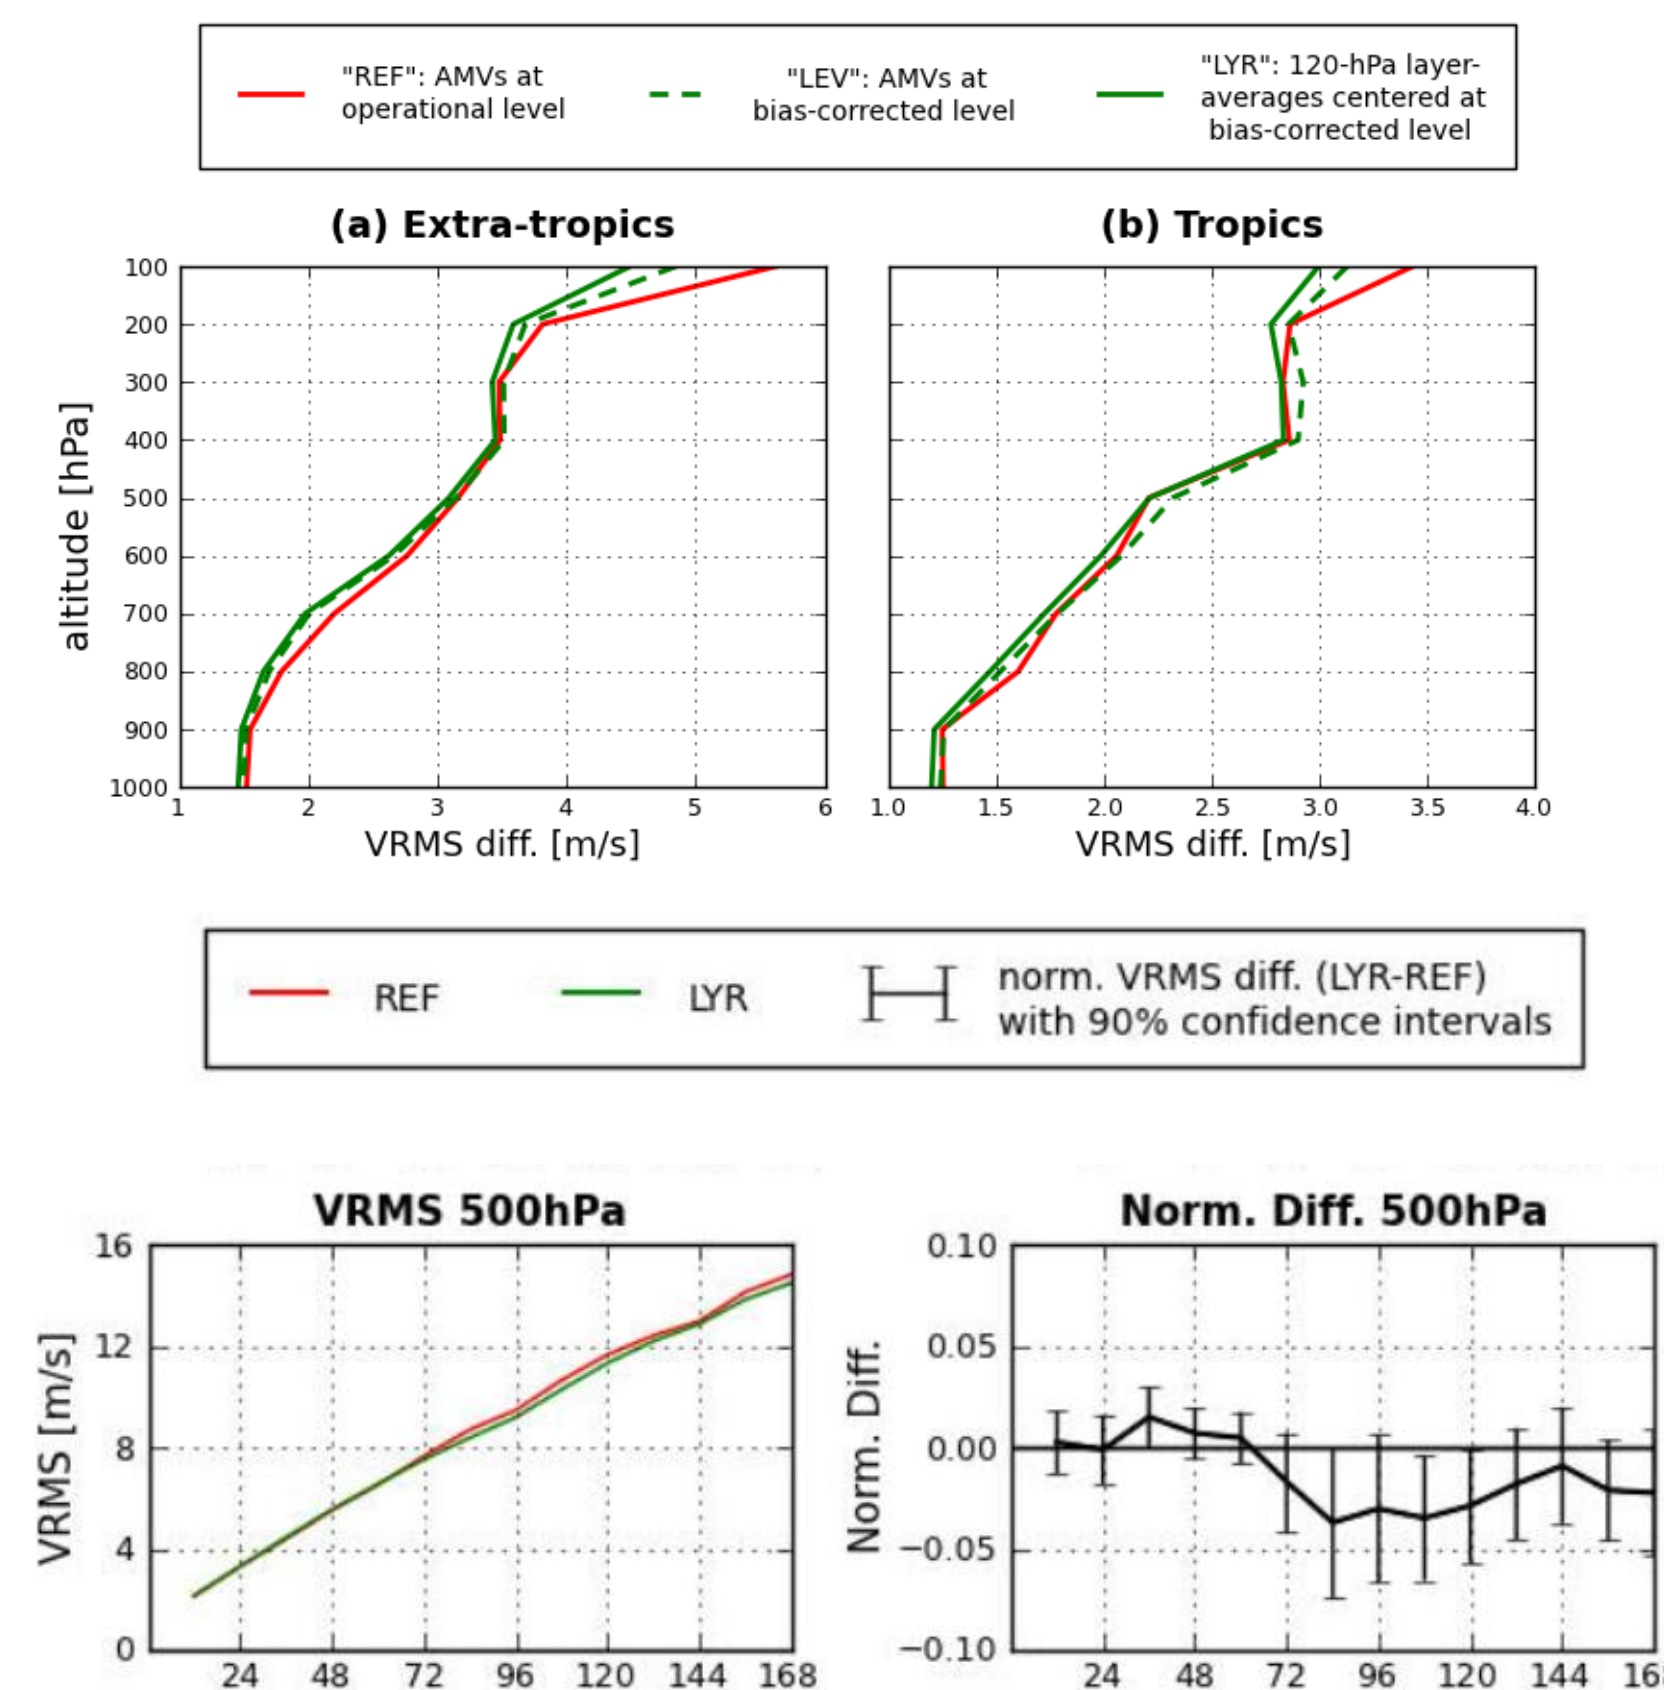 "REF": AMVs at
operational level
"LEV": AMVs at
bias-corrected level
"LYR": 120-hPa layer-
averages centered at
bias-corrected level
(a) Extra-tropics
(b) Tropics
altitude [hPa]
100
200
300
400
500
600
700
800
900
1000
1 2 3 4 5 6
VRMS diff. [m/s]
1.0 1.5 2.0 2.5 3.0 3.5 4.0
VRMS diff. [m/s]
REF
LYR
norm. VRMS diff. (LYR-REF)
with 90% confidence intervals
VRMS 500hPa
VRMS [m/s]
16
12
8
4
0
24 48 72 96 120 144 168
Norm. Diff. 500hPa
Norm. Diff.
0.10
0.05
0.00
−0.05
−0.10
24 48 72 96 120 144